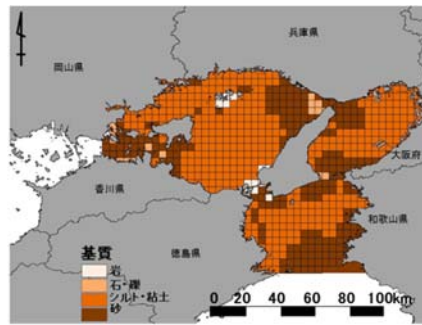 兵庫県
岡山県
大阪府
香川県
和歌山県
徳島県
基質
岩
石・礫
シルト・粘土
砂
0 20 40 60 80 100km